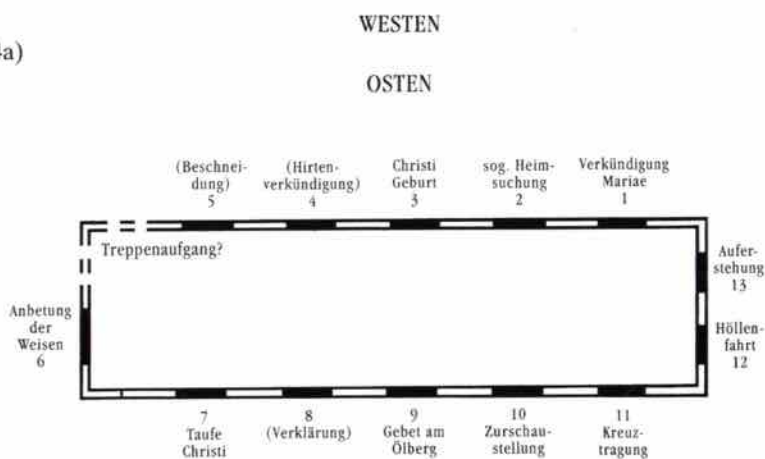 WESTEN
4a)
OSTEN
(Beschnei-
dung)
5
(Hirten-
verkündigung)
4
Christi
Geburt
3
sog. Heim-
suchung
2
Verkündigung
Mariae
1
Treppenaufgang?
Aufer-
stehung
13
Anbetung
der
Weisen
6
Höllen-
fahrt
12
7
Taufe
Christi
8
(Verklärung)
9
Gebet am
Ölberg
10
Zurschau-
stellung
11
Kreuz-
tragung